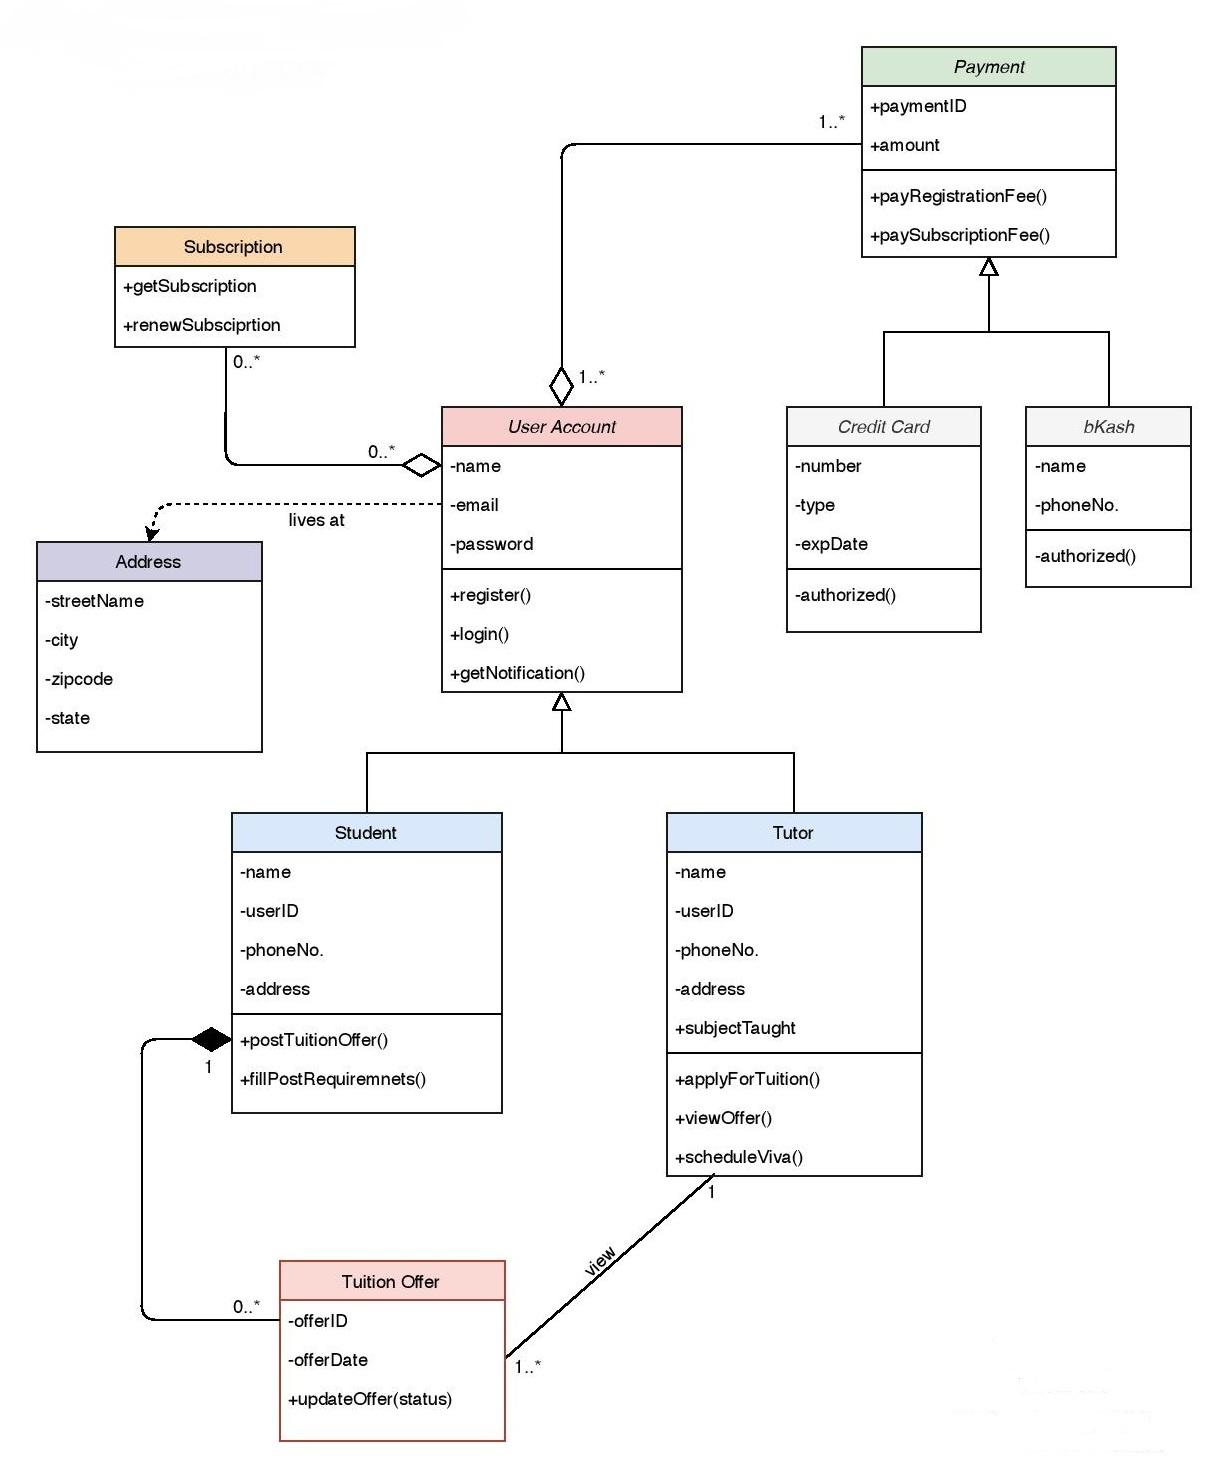 Payment
+paymentID
+amount
+payRegistrationFee()
+paySubscriptionFee()
1..*
Subscription
+getSubscription
+renewSubsciprtion
0..*
0..*
1..*
User Account
-name
-email
-password
+register()
+login()
+getNotification()
lives at
Address
-streetName
-city
-zipcode
-state
Credit Card
-number
-type
-expDate
-authorized()
bKash
-name
-phoneNo.
-authorized()
Student
-name
-userID
-phoneNo.
-address
+postTuitionOffer()
+fillPostRequiremnets()
1
Tutor
-name
-userID
-phoneNo.
-address
+subjectTaught
+applyForTuition()
+viewOffer()
+scheduleViva()
1
view
0..*
Tuition Offer
-offerID
-offerDate
+updateOffer(status)
1..*